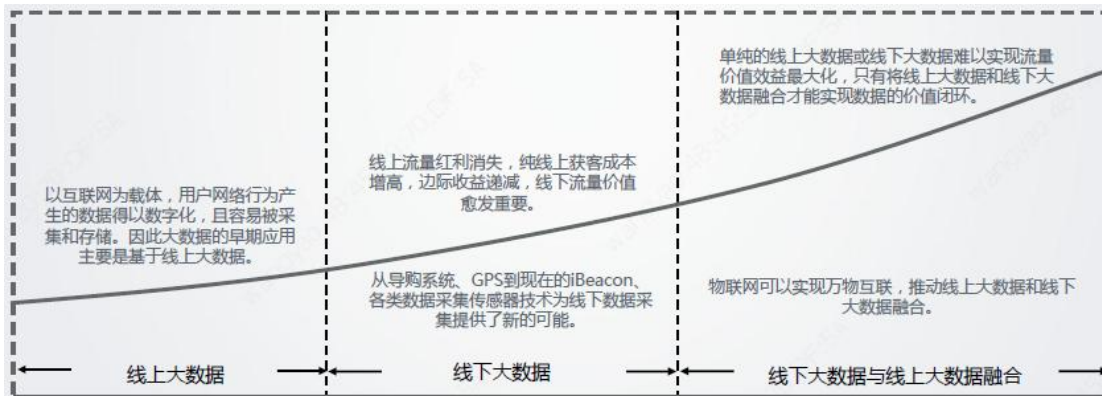 以互联网为载体，用户网络行为产
生的数据得以数字化，且容易被采
集和存储。因此大数据的早期应用
主要是基于线上大数据。
线上流量红利消失，纯线上获客成本
增高，边际收益递减，线下流量价值
愈发重要。
从导购系统、GPS到现在的iBeacon、
各类数据采集传感器技术为线下数据采
集提供了新的可能。
单纯的线上大数据或线下大数据难以实现流量
价值效益最大化，只有将线上大数据和线下大
数据融合才能实现数据的价值闭环。
物联网可以实现万物互联，推动线上大数据和线下
大数据融合。
线上大数据
线下大数据
线下大数据与线上大数据融合